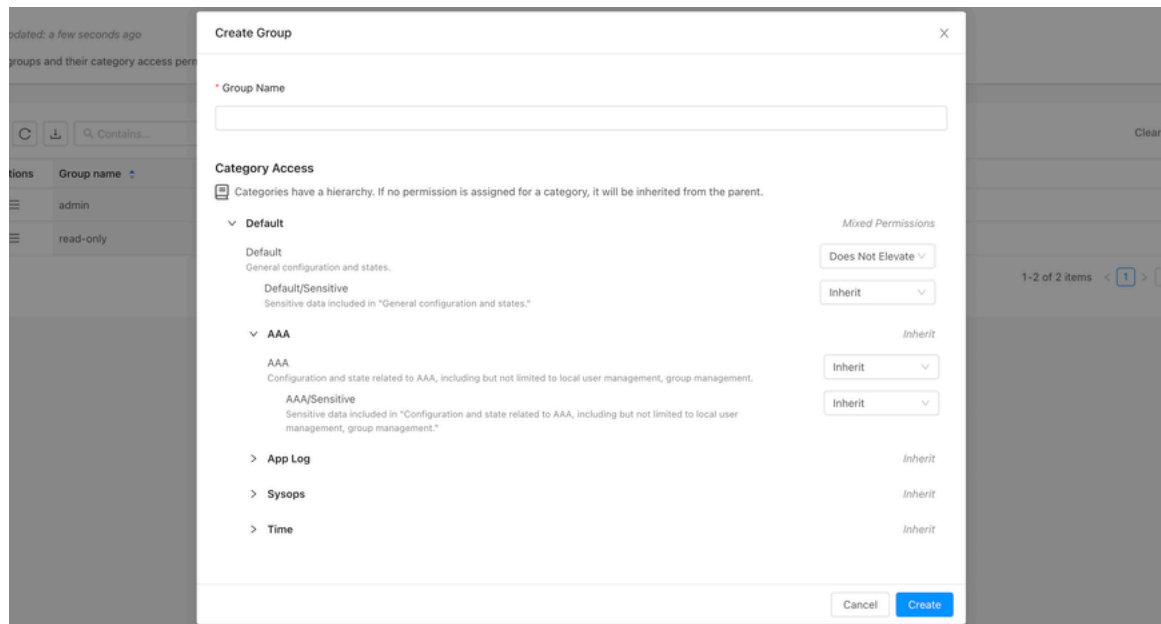 pdated: a few seconds ago
groups and their category access perm
Contains...
Clear
tions Group name
admin
read-only
1-2 of 2 items < 1 >
Create Group
* Group Name
Category Access
Categories have a hierarchy. If no permission is assigned for a category, it will be inherited from the parent.
Default Mixed Permissions
Default Does Not Elevate
General configuration and states.
Default/Sensitive Inherit
Sensitive data included in "General configuration and states."
AAA Inherit
AAA Inherit
Configuration and state related to AAA, including but not limited to local user management, group management.
AAA/Sensitive Inherit
Sensitive data included in "Configuration and state related to AAA, including but not limited to local user
management, group management."
App Log Inherit
Sysops Inherit
Time Inherit
Cancel Create